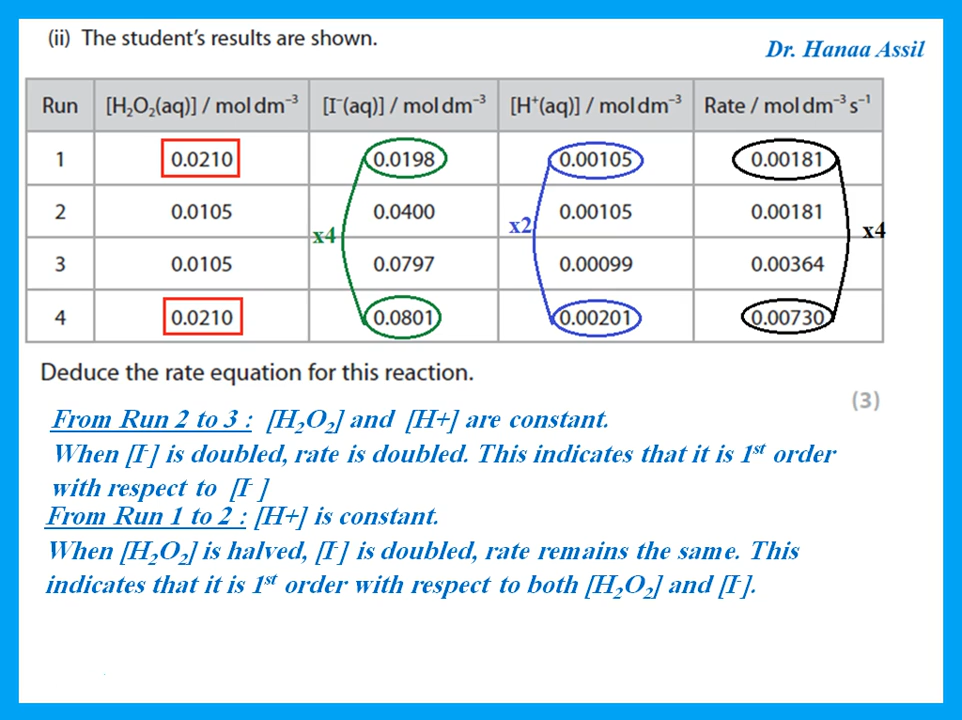 (ii) The student's results are shown.
Dr. Hanaa Assil
Run [H₂O₂(aq)] / mol dm⁻³ [I⁻(aq)] / mol dm⁻³ [H⁺(aq)] / mol dm⁻³ Rate / mol dm⁻³ s⁻¹
1 0.0210 0.0198 0.00105 0.00181
2 0.0105 0.0400 0.00105 0.00181
x4 x2 x4
3 0.0105 0.0797 0.00099 0.00364
4 0.0210 0.0801 0.00201 0.00730
Deduce the rate equation for this reaction.
(3)
From Run 2 to 3 : [H₂O₂] and [H+] are constant.
When [I⁻] is doubled, rate is doubled. This indicates that it is 1ˢᵗ order
with respect to [I⁻ ]
From Run 1 to 2 : [H+] is constant.
When [H₂O₂] is halved, [I⁻] is doubled, rate remains the same. This
indicates that it is 1ˢᵗ order with respect to both [H₂O₂] and [I⁻].